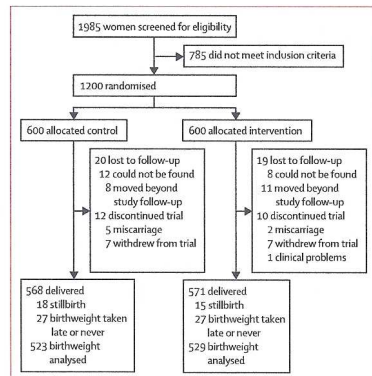 1985 women screened for eligibility
785 did not meet inclusion criteria
1200 randomised
600 allocated control
600 allocated intervention
20 lost to follow-up
12 could not be found
8 moved beyond
study follow-up
12 discontinued trial
5 miscarriage
7 withdrew from trial
19 lost to follow-up
8 could not be found
11 moved beyond
study follow-up
10 discontinued trial
2 miscarriage
7 withdrew from trial
1 clinical problems
568 delivered
18 stillbirth
27 birthweight taken
late or never
523 birthweight
analysed
571 delivered
15 stillbirth
27 birthweight taken
late or never
529 birthweight
analysed